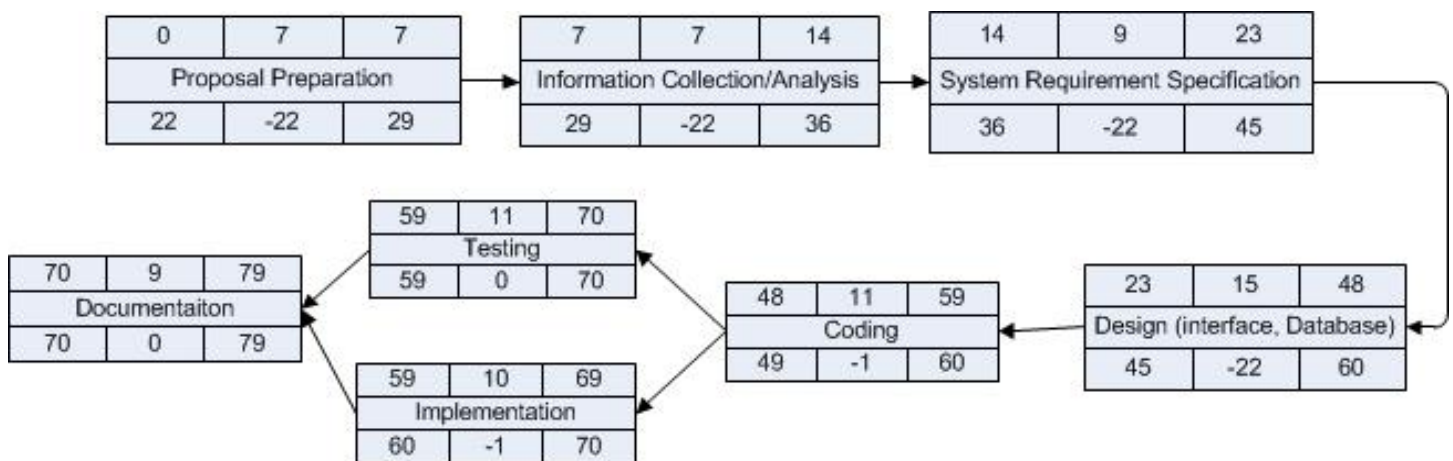 0 7 7
Proposal Preparation
22 -22 29
7 7 14
Information Collection/Analysis
29 -22 36
14 9 23
System Requirement Specification
36 -22 45
23 15 48
Design (interface, Database)
45 -22 60
48 11 59
Coding
49 -1 60
59 11 70
Testing
59 0 70
59 10 69
Implementation
60 -1 70
70 9 79
Documentaiton
70 0 79